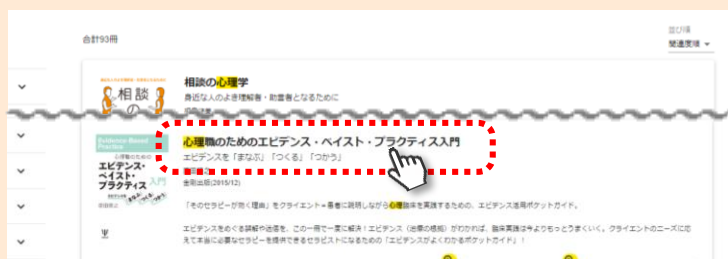 合計93冊
並び順
関連度順
相談
の
相談の心理学
身近な人のよき理解者・助言者となるために
Evidence Based
Practice
心理職のための
エビデンス・
ベイスト・
プラクティス 入門
まなぶ つくる つかう
心理職のためのエビデンス・ベイスト・プラクティス入門
エビデンスを「まなぶ」「つくる」「つかう」
金剛出版(2015/12)
「そのセラピーが効く理由」をクライエント＝患者に説明しながら心理臨床を実践するための、エビデンス活用ポケットガイド。
エビデンスをめぐる誤解や迷信を、この一冊で一度に解決！エビデンス（治療の根拠）がわかれば、臨床実践は今よりもっとうまくいく。クライエントのニーズに応
えて本当に必要なセラピーを提供できるセラピストになるための「エビデンスがよくわかるポケットガイド」！